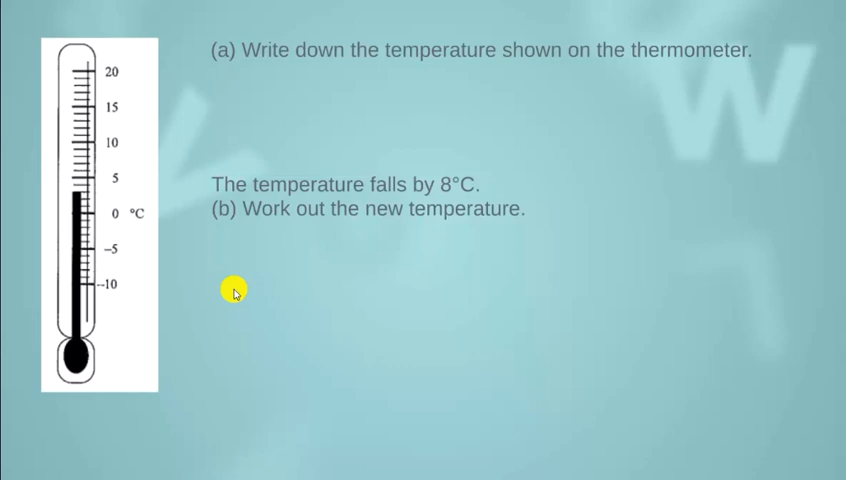 (a) Write down the temperature shown on the thermometer.
20
15
10
5
The temperature falls by 8°C.
(b) Work out the new temperature.
0 °C
–5
--10
W